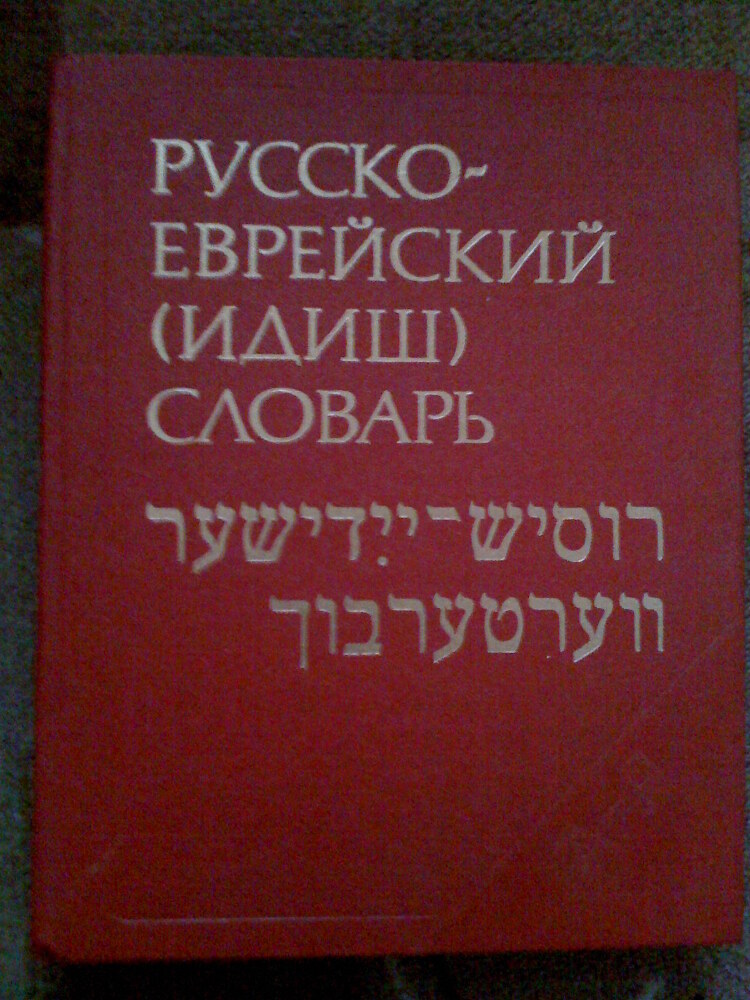 РУССКО-
ЕВРЕЙСКИЙ
(ИДИШ)
СЛОВАРЬ
רוסיש־ייִדישער
ווערטערבוך